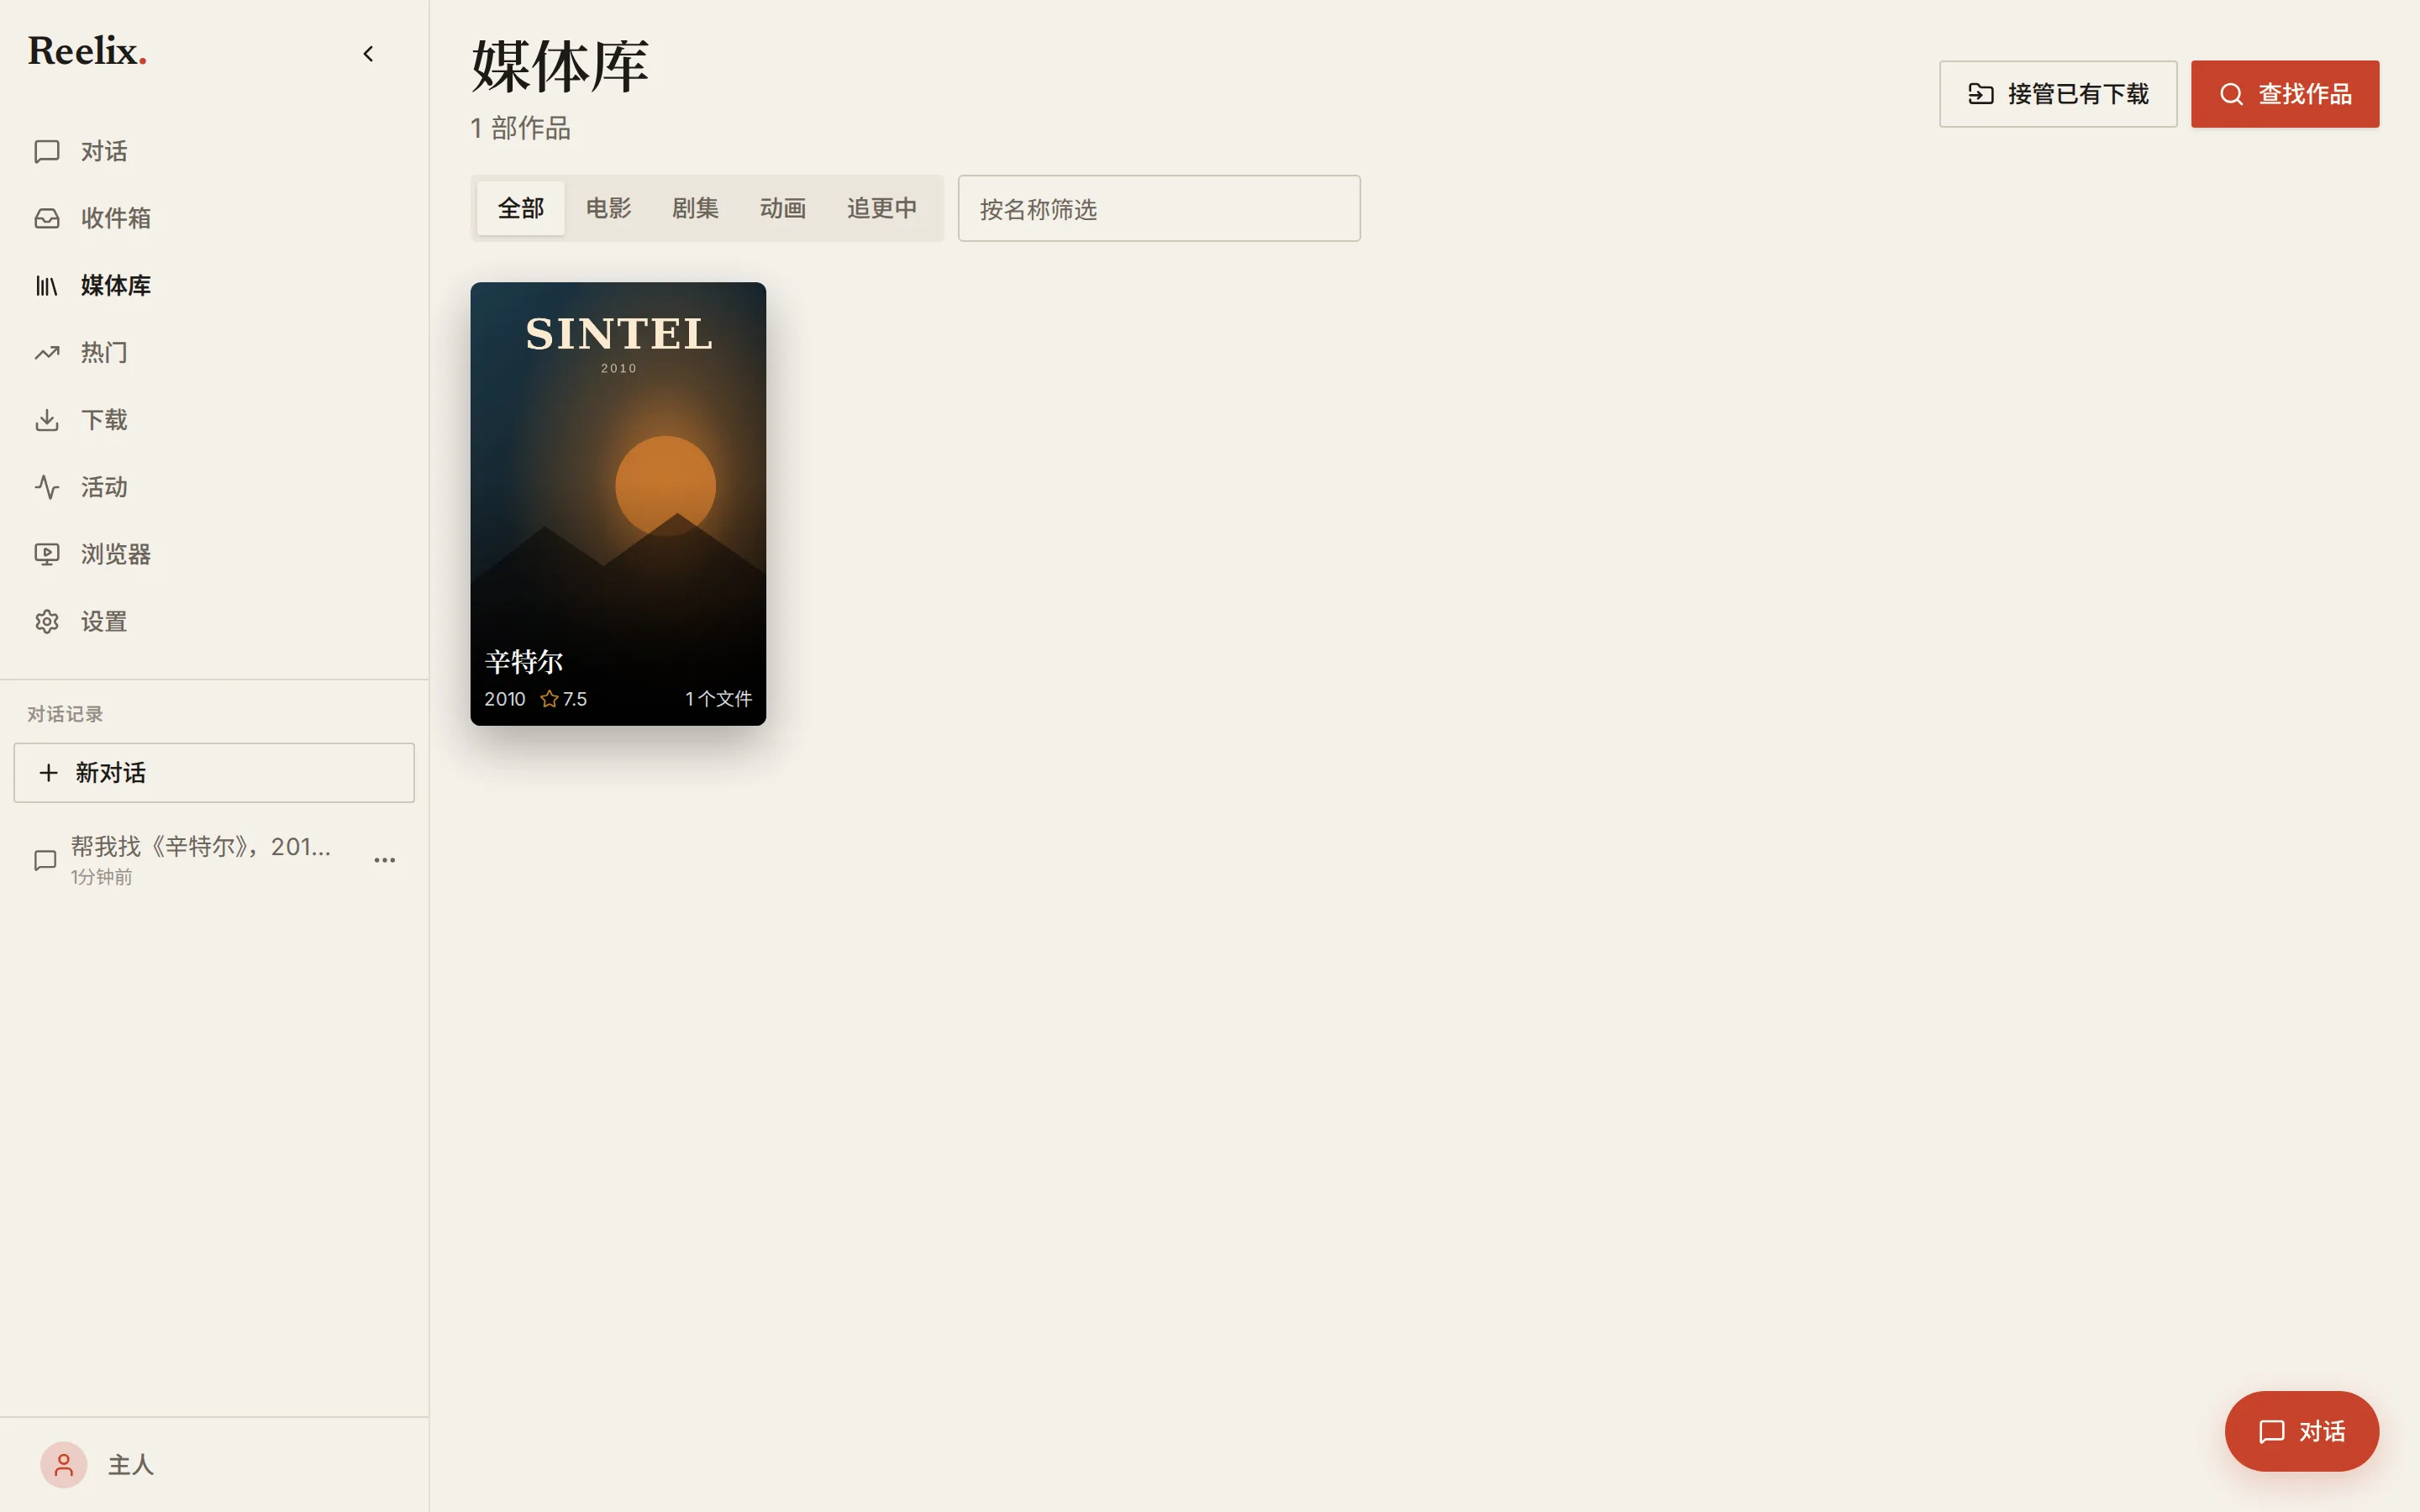 Reelix.
对话
收件箱
媒体库
热门
下载
活动
浏览器
设置
对话记录
新对话
帮我找《辛特尔》，201...
1分钟前
主人
媒体库
1 部作品
接管已有下载
查找作品
全部
电影
剧集
动画
追更中
按名称筛选
SINTEL
2010
辛特尔
2010 7.5 1 个文件
对话